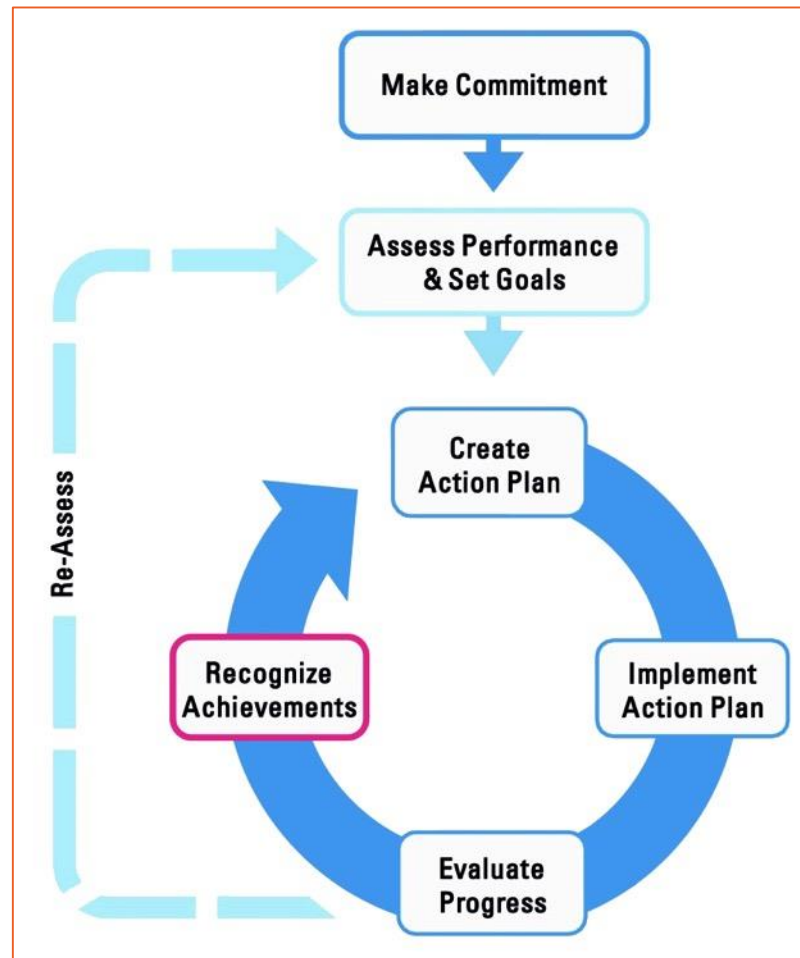 Make Commitment
Assess Performance
& Set Goals
Create
Action Plan
Re-Assess
Recognize
Achievements
Implement
Action Plan
Evaluate
Progress